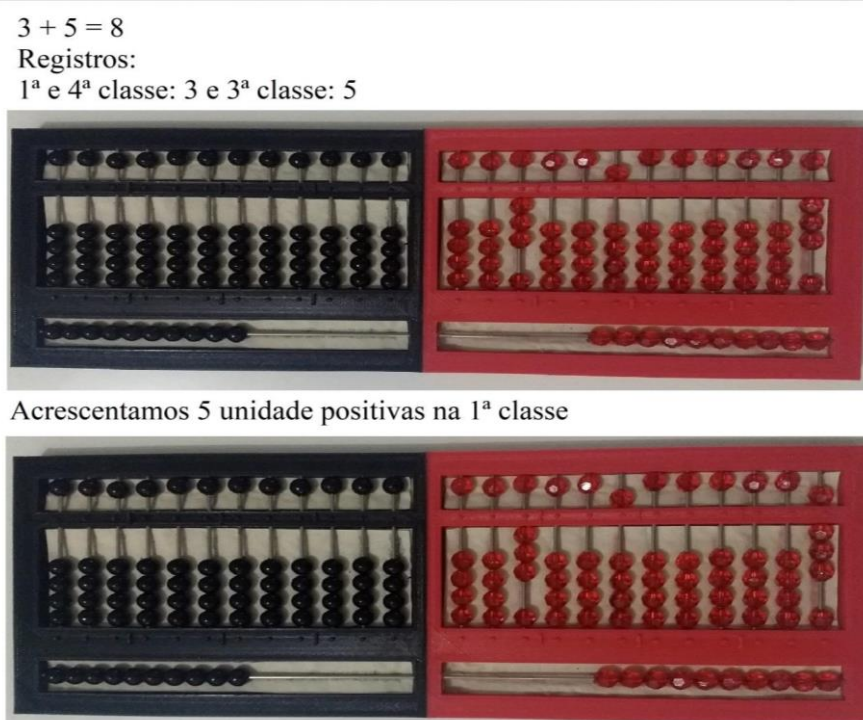 3 + 5 = 8
Registros:
1ª e 4ª classe: 3 e 3ª classe: 5
Acrescentamos 5 unidade positivas na 1ª classe